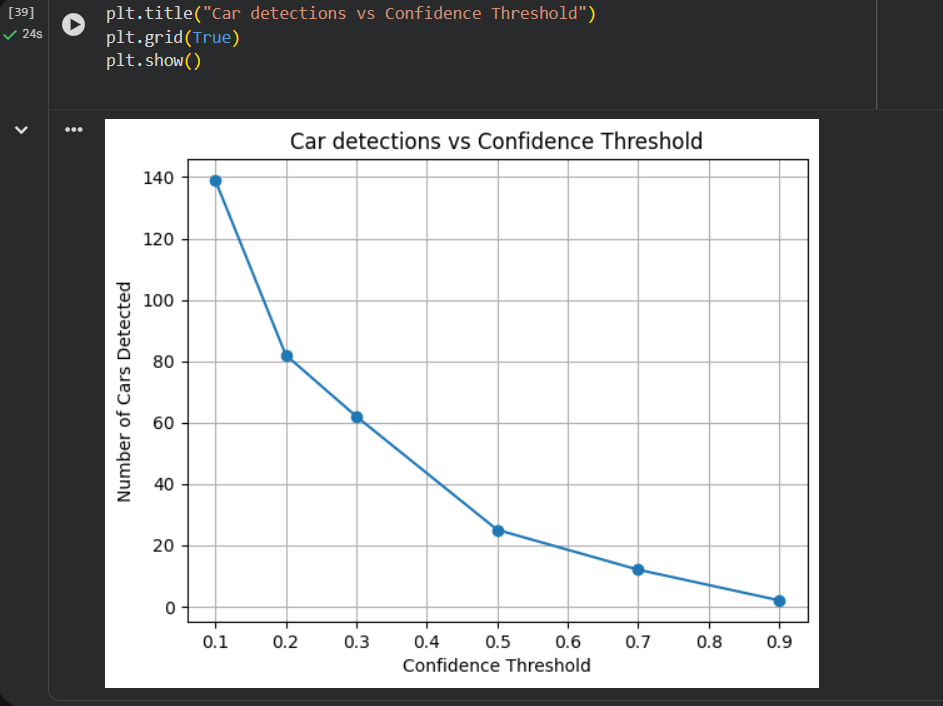 [39]
24s
plt.title("Car detections vs Confidence Threshold")
plt.grid(True)
plt.show()
Car detections vs Confidence Threshold
140
120
100
80
60
40
20
0
Number of Cars Detected
0.1 0.2 0.3 0.4 0.5 0.6 0.7 0.8 0.9
Confidence Threshold